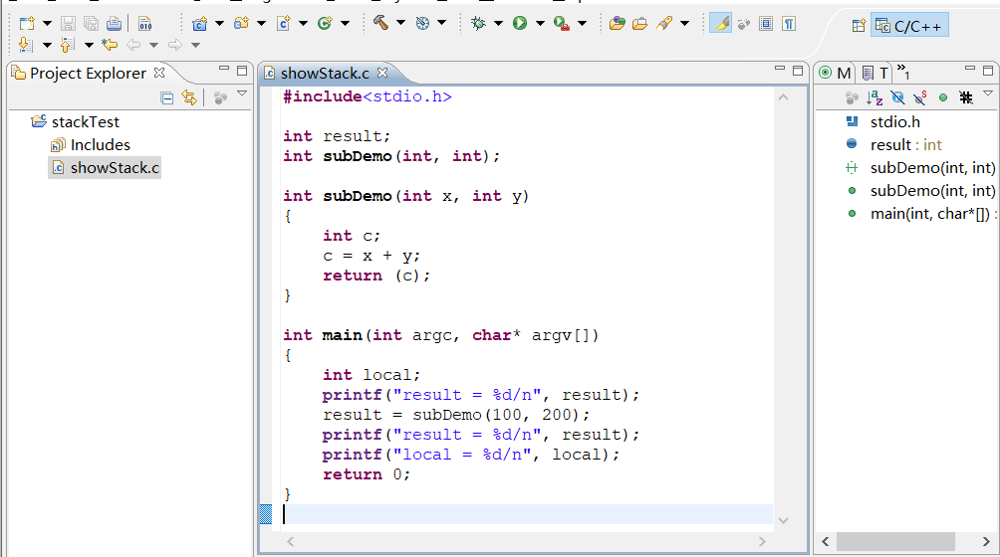 C/C++
Project Explorer
stackTest
Includes
showStack.c
showStack.c
#include<stdio.h>
int result;
int subDemo(int, int);
int subDemo(int x, int y)
{
int c;
c = x + y;
return (c);
}
int main(int argc, char* argv[])
{
int local;
printf("result = %d/n", result);
result = subDemo(100, 200);
printf("result = %d/n", result);
printf("local = %d/n", local);
return 0;
}
M T »1
stdio.h
result : int
subDemo(int, int)
subDemo(int, int)
main(int, char*[]) :